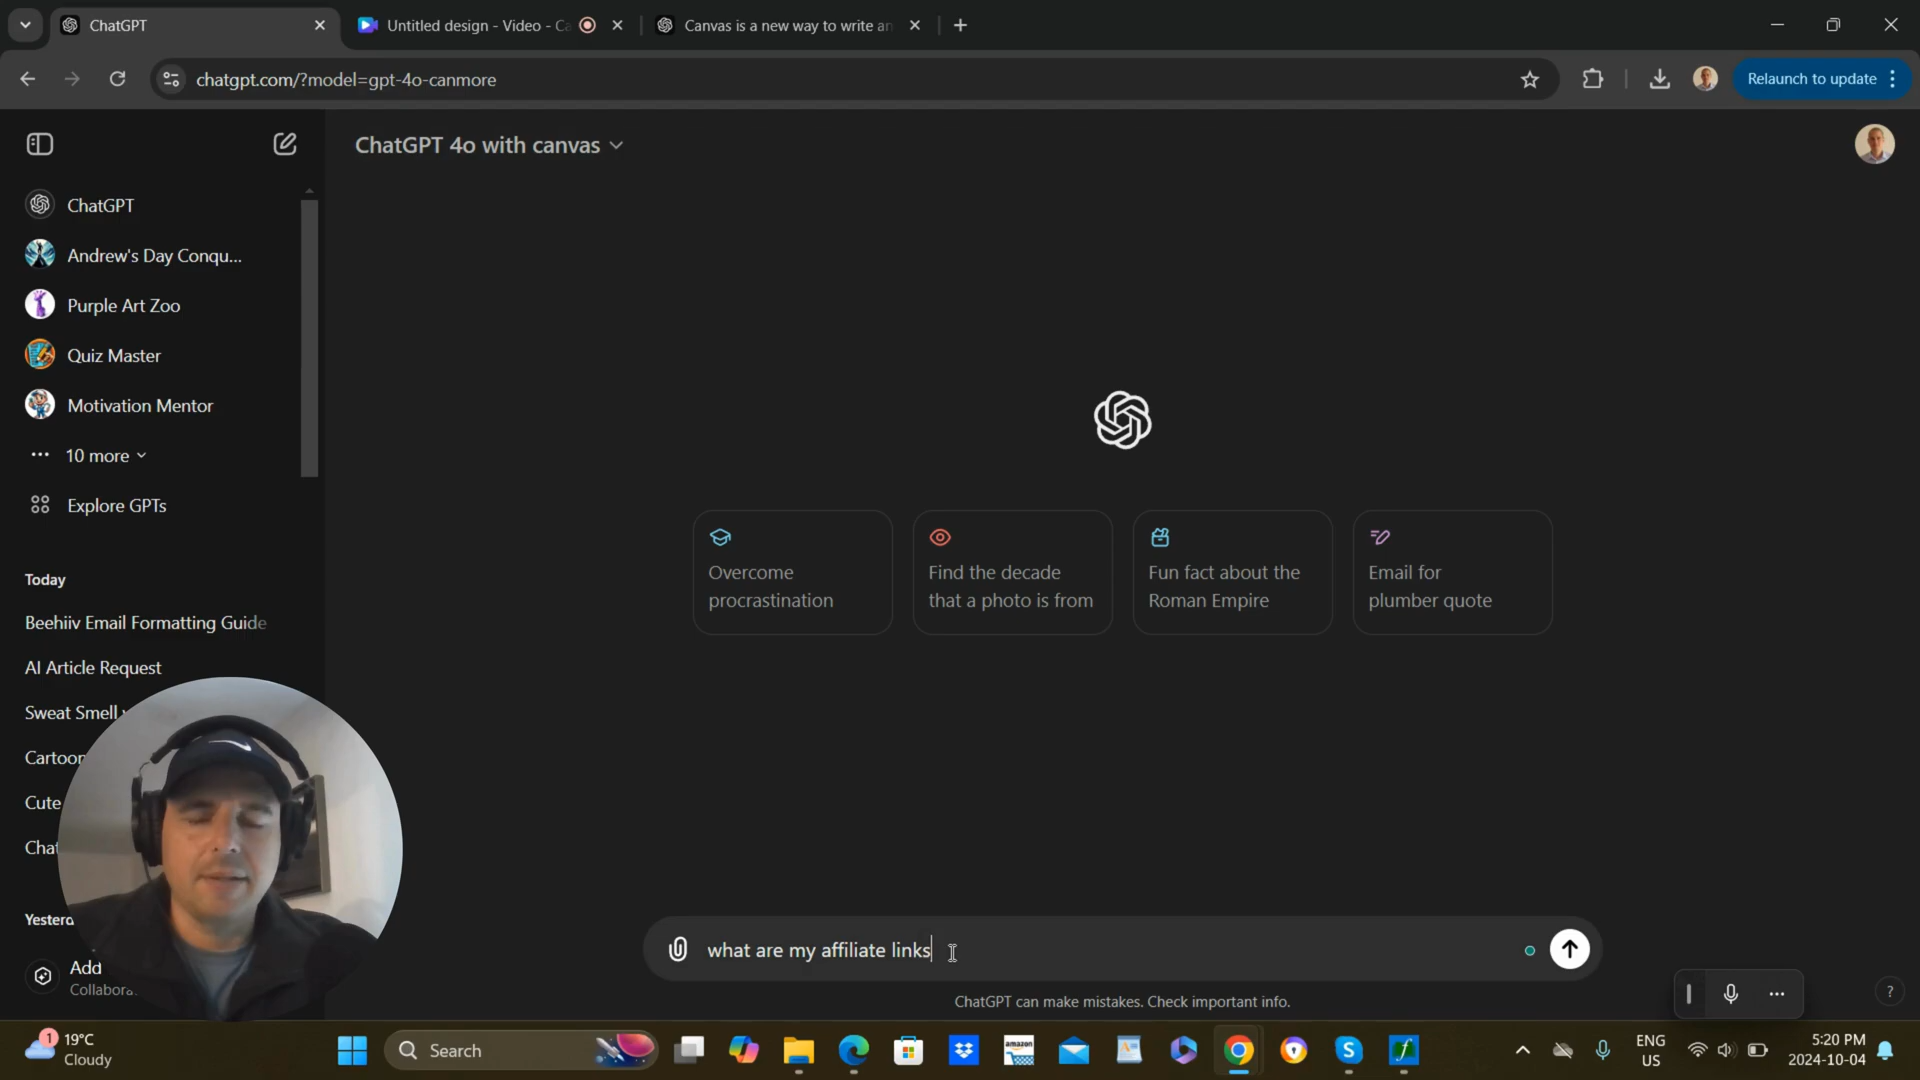 ChatGPT
Untitled design - Video - Ca
Canvas is a new way to write an
chatgpt.com/?model=gpt-4o-canmore
Relaunch to update
ChatGPT 4o with canvas
ChatGPT
Andrew's Day Conqu...
Purple Art Zoo
Quiz Master
Motivation Mentor
10 more
Explore GPTs
Today
Beehiiv Email Formatting Guide
AI Article Request
Sweat Smell
Cartoon
Cute
Chat
Yesterd
Add
Collabora
Overcome
procrastination
Find the decade
that a photo is from
Fun fact about the
Roman Empire
Email for
plumber quote
what are my affiliate links
ChatGPT can make mistakes. Check important info.
?
1
19°C
Cloudy
Search
amazon
S
f
ENG
US
5:20 PM
2024-10-04